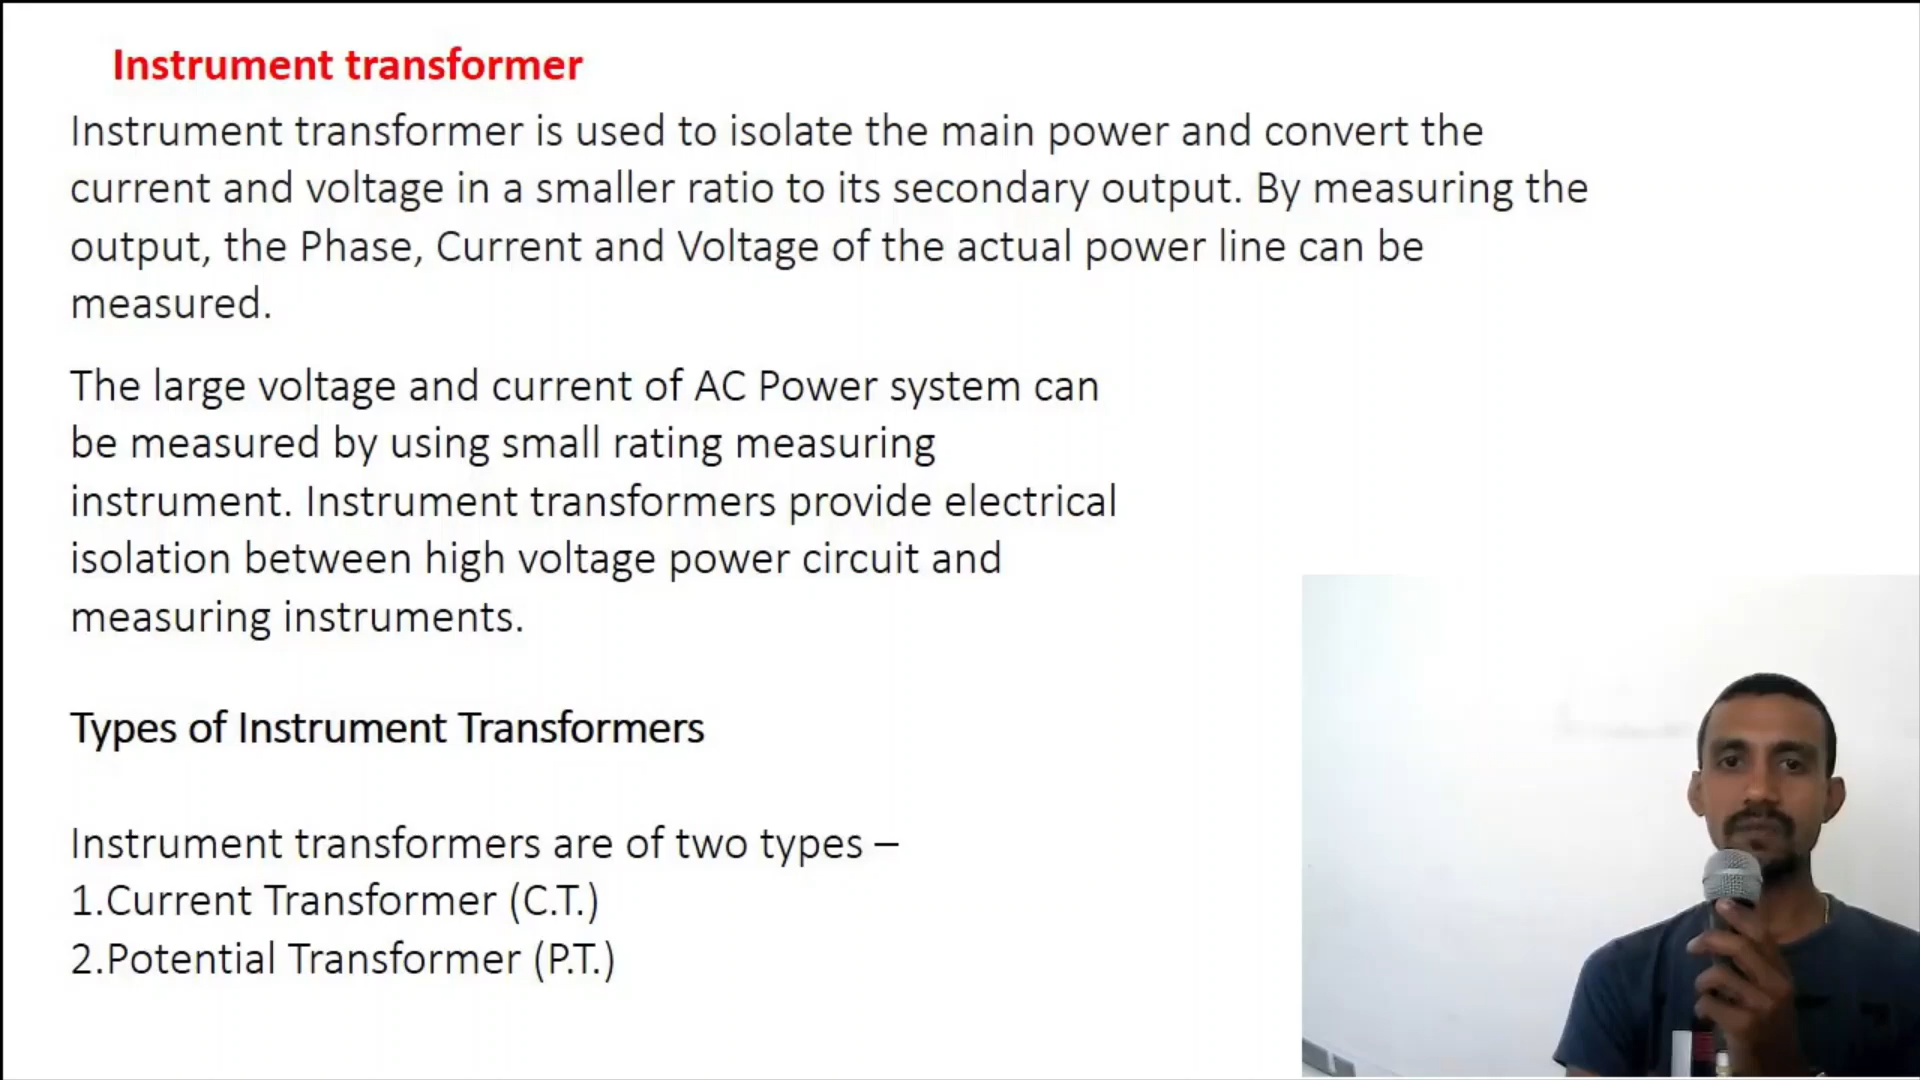 Instrument transformer
Instrument transformer is used to isolate the main power and convert the
current and voltage in a smaller ratio to its secondary output. By measuring the
output, the Phase, Current and Voltage of the actual power line can be
measured.
The large voltage and current of AC Power system can
be measured by using small rating measuring
instrument. Instrument transformers provide electrical
isolation between high voltage power circuit and
measuring instruments.
Types of Instrument Transformers
Instrument transformers are of two types –
1.Current Transformer (C.T.)
2.Potential Transformer (P.T.)